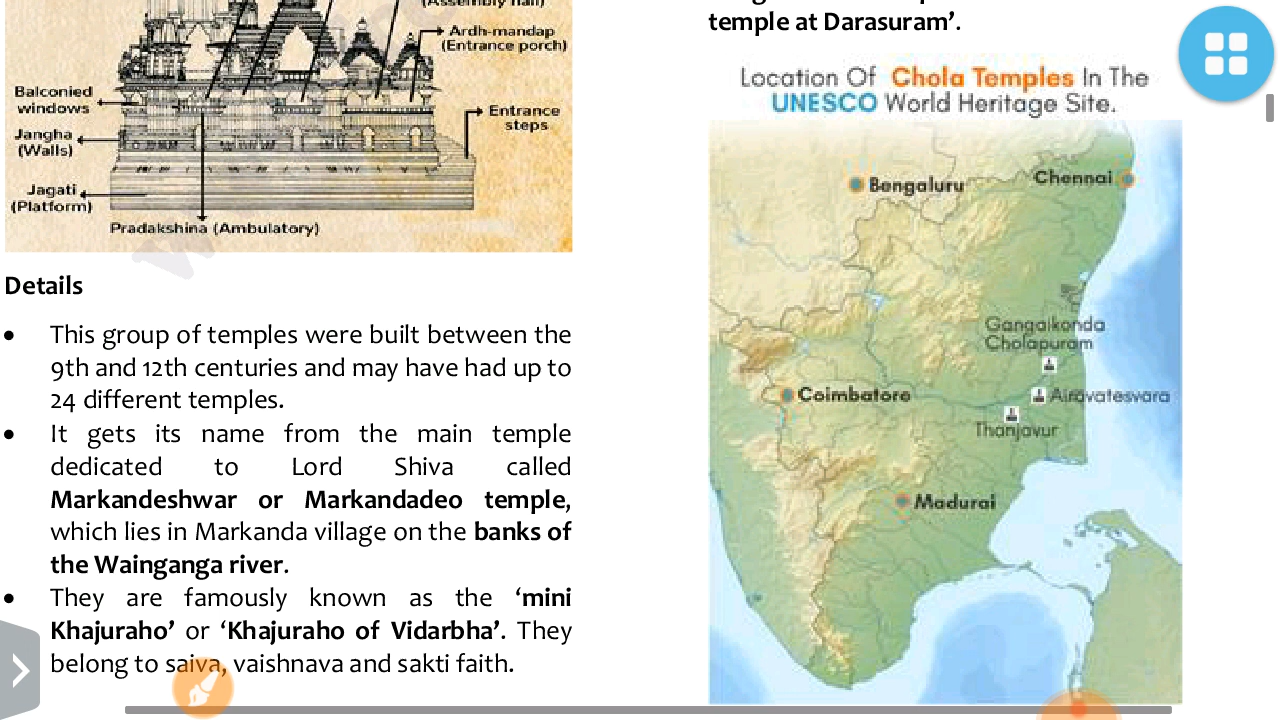 (Assembly hall)
Ardh-mandap
(Entrance porch)
Balconied
windows
Entrance
steps
Jangha
(Walls)
Jagati
(Platform)
Pradakshina (Ambulatory)
Details
• This group of temples were built between the
9th and 12th centuries and may have had up to
24 different temples.
• It gets its name from the main temple
dedicated to Lord Shiva called
Markandeshwar or Markandadeo temple,
which lies in Markanda village on the banks of
the Wainganga river.
• They are famously known as the ‘mini
Khajuraho’ or ‘Khajuraho of Vidarbha’. They
belong to saiva, vaishnava and sakti faith.
temple at Darasuram’.
Location Of Chola Temples In The
UNESCO World Heritage Site.
Bengaluru
Chennai
Gangaikonda
Cholapuram
Coimbatore
Airavatesvara
Thanjavur
Madurai